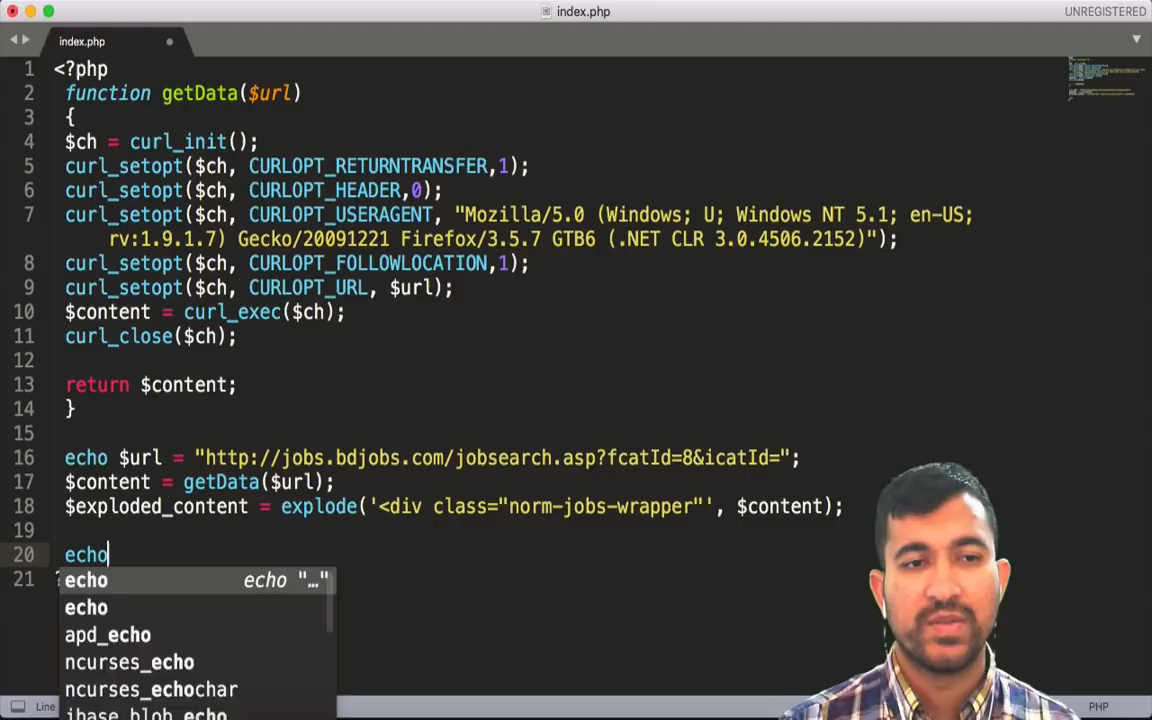 index.php
UNREGISTERED
index.php
1 <?php
2 function getData($url)
3 {
4 $ch = curl_init();
5 curl_setopt($ch, CURLOPT_RETURNTRANSFER,1);
6 curl_setopt($ch, CURLOPT_HEADER,0);
7 curl_setopt($ch, CURLOPT_USERAGENT, "Mozilla/5.0 (Windows; U; Windows NT 5.1; en-US;
rv:1.9.1.7) Gecko/20091221 Firefox/3.5.7 GTB6 (.NET CLR 3.0.4506.2152)");
8 curl_setopt($ch, CURLOPT_FOLLOWLOCATION,1);
9 curl_setopt($ch, CURLOPT_URL, $url);
10 $content = curl_exec($ch);
11 curl_close($ch);
12
13 return $content;
14 }
15
16 echo $url = "http://jobs.bdjobs.com/jobsearch.asp?fcatId=8&icatId=";
17 $content = getData($url);
18 $exploded_content = explode('<div class="norm-jobs-wrapper"', $content);
19
20 echo
21 ?
echo echo "…"
echo
apd_echo
ncurses_echo
ncurses_echochar
ibase_blob_echo
Line
PHP